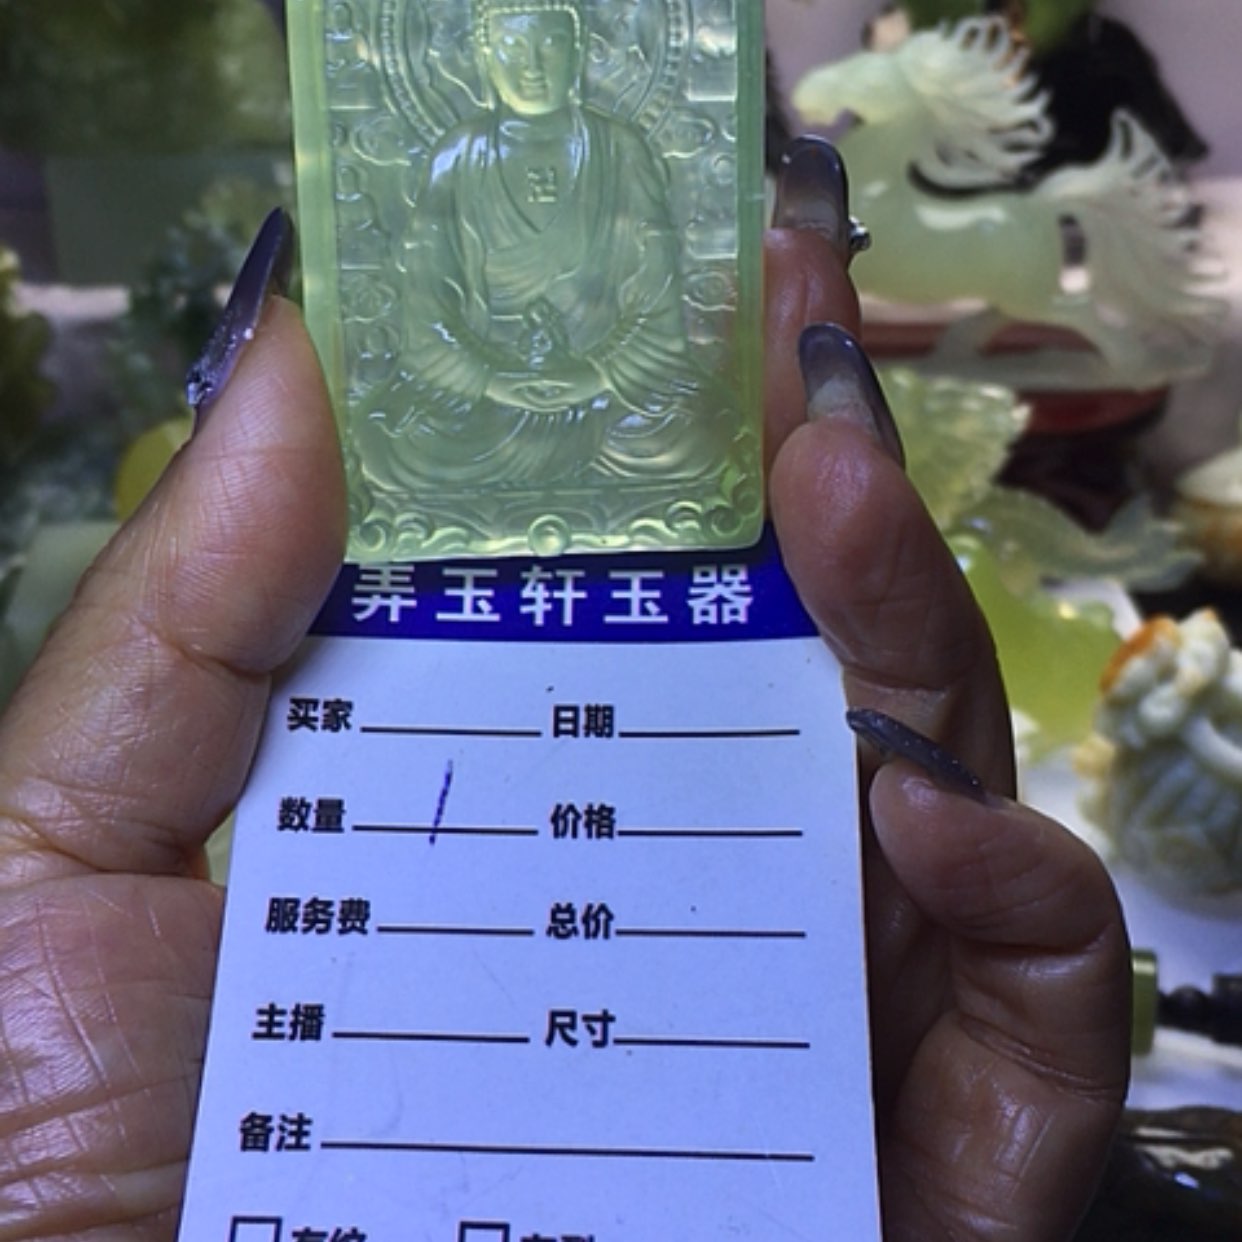 卍
弄玉轩玉器
买家 日期
数量 1 价格
服务费 总价
主播 尺寸
备注